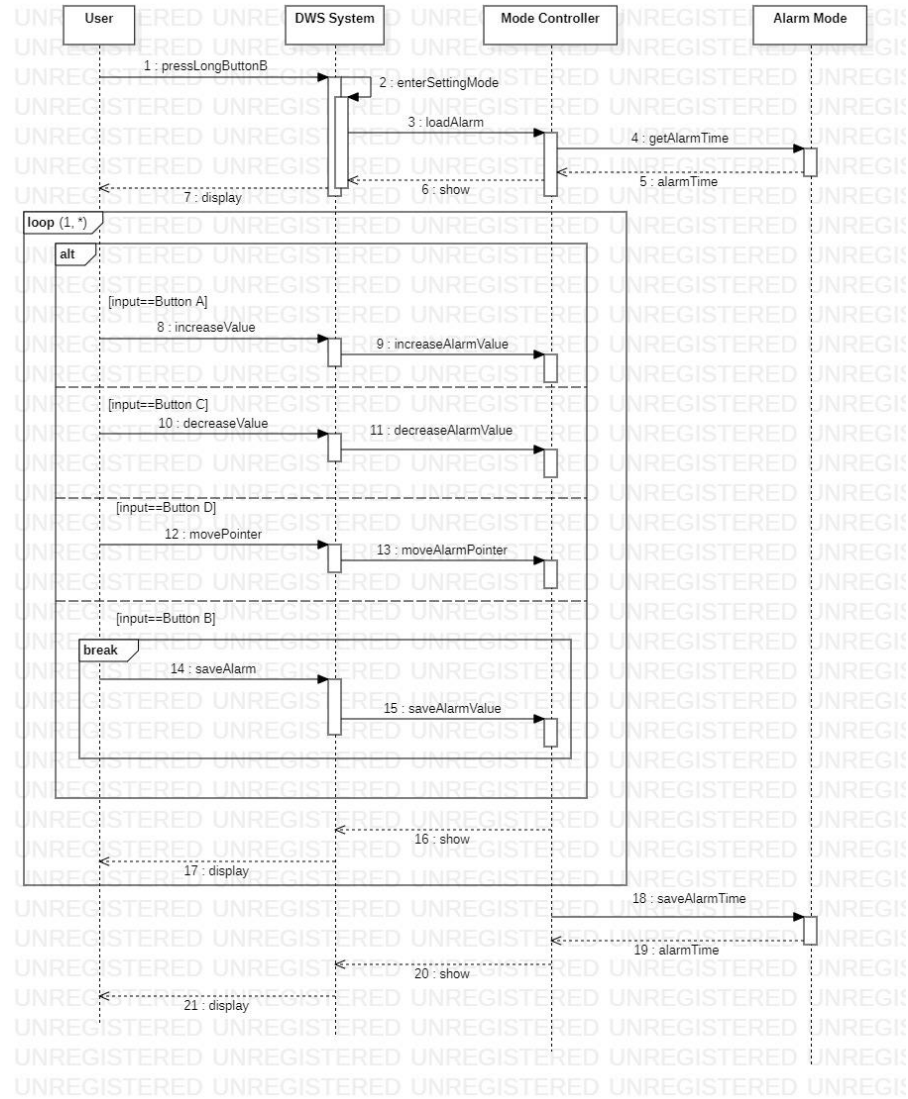 User
DWS System
Mode Controller
Alarm Mode
1 : pressLongButtonB
2 : enterSettingMode
3 : loadAlarm
4 : getAlarmTime
5 : alarmTime
6 : show
7 : display
loop (1, *)
alt
[input==Button A]
8 : increaseValue
9 : increaseAlarmValue
[input==Button C]
10 : decreaseValue
11 : decreaseAlarmValue
[input==Button D]
12 : movePointer
13 : moveAlarmPointer
[input==Button B]
break
14 : saveAlarm
15 : saveAlarmValue
16 : show
17 : display
18 : saveAlarmTime
19 : alarmTime
20 : show
21 : display
UNREGISTERED UNREGISTERED UNREGISTERED UNREGISTERED